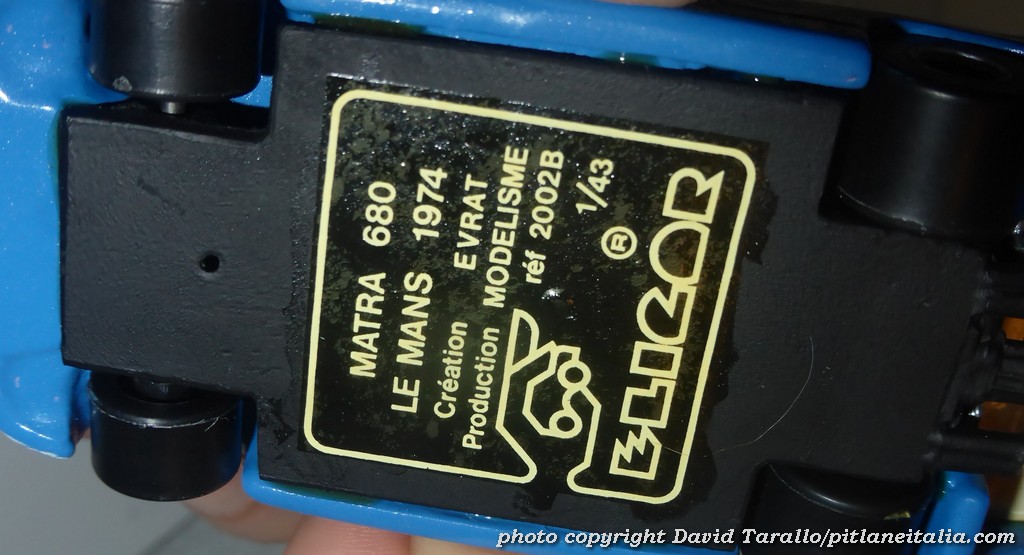 MATRA 680
LE MANS 1974
Création EVRAT
Production MODELISME
réf 2002B
1/43
®
ELIGOR
photo copyright David Tarallo/pitlaneitalia.com